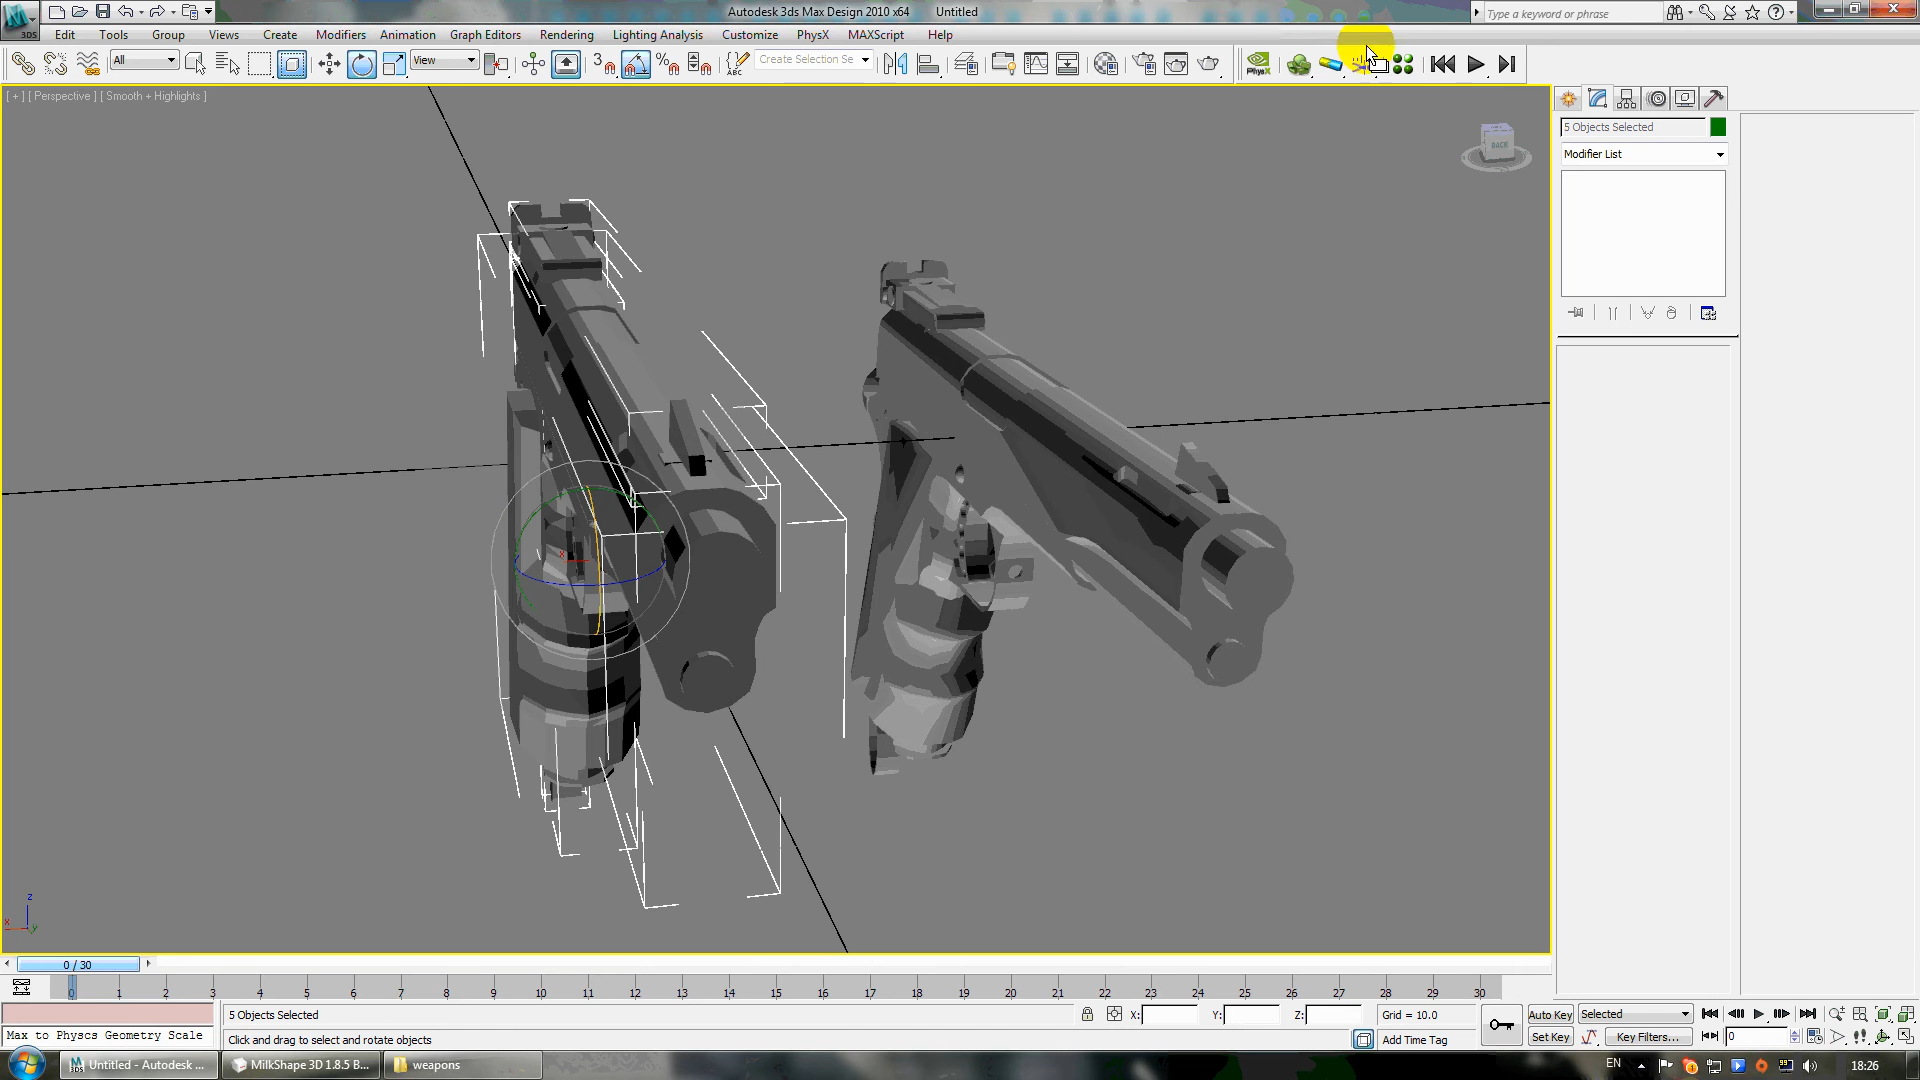 Autodesk 3ds Max Design 2010 x64 Untitled
Type a keyword or phrase
Edit Tools Group Views Create Modifiers Animation Graph Editors Rendering Lighting Analysis Customize PhysX MAXScript Help
All View 3 Create Selection Se PhysX
[ + ] [ Perspective ] [ Smooth + Highlights ]
BACK
5 Objects Selected
Modifier List
x
z
x
y
0 / 30
0 1 2 3 4 5 6 7 8 9 10 11 12 13 14 15 16 17 18 19 20 21 22 23 24 25 26 27 28 29 30
5 Objects Selected X: Y: Z: Grid = 10.0 Auto Key Selected
Max to Physcs Geometry Scale Click and drag to select and rotate objects Add Time Tag Set Key Key Filters... 0
Untitled - Autodesk ... MilkShape 3D 1.8.5 B... weapons EN 18:26